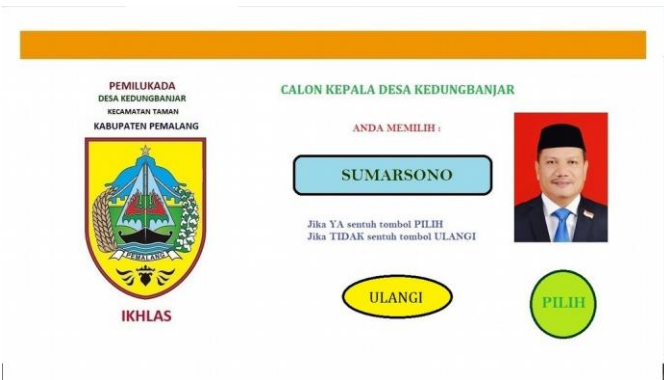 PEMILUKADA
DESA KEDUNGBANJAR
KECAMATAN TAMAN
KABUPATEN PEMALANG
PEMALANG
IKHLAS
CALON KEPALA DESA KEDUNGBANJAR
ANDA MEMILIH :
SUMARSONO
Jika YA sentuh tombol PILIH
Jika TIDAK sentuh tombol ULANGI
ULANGI
PILIH